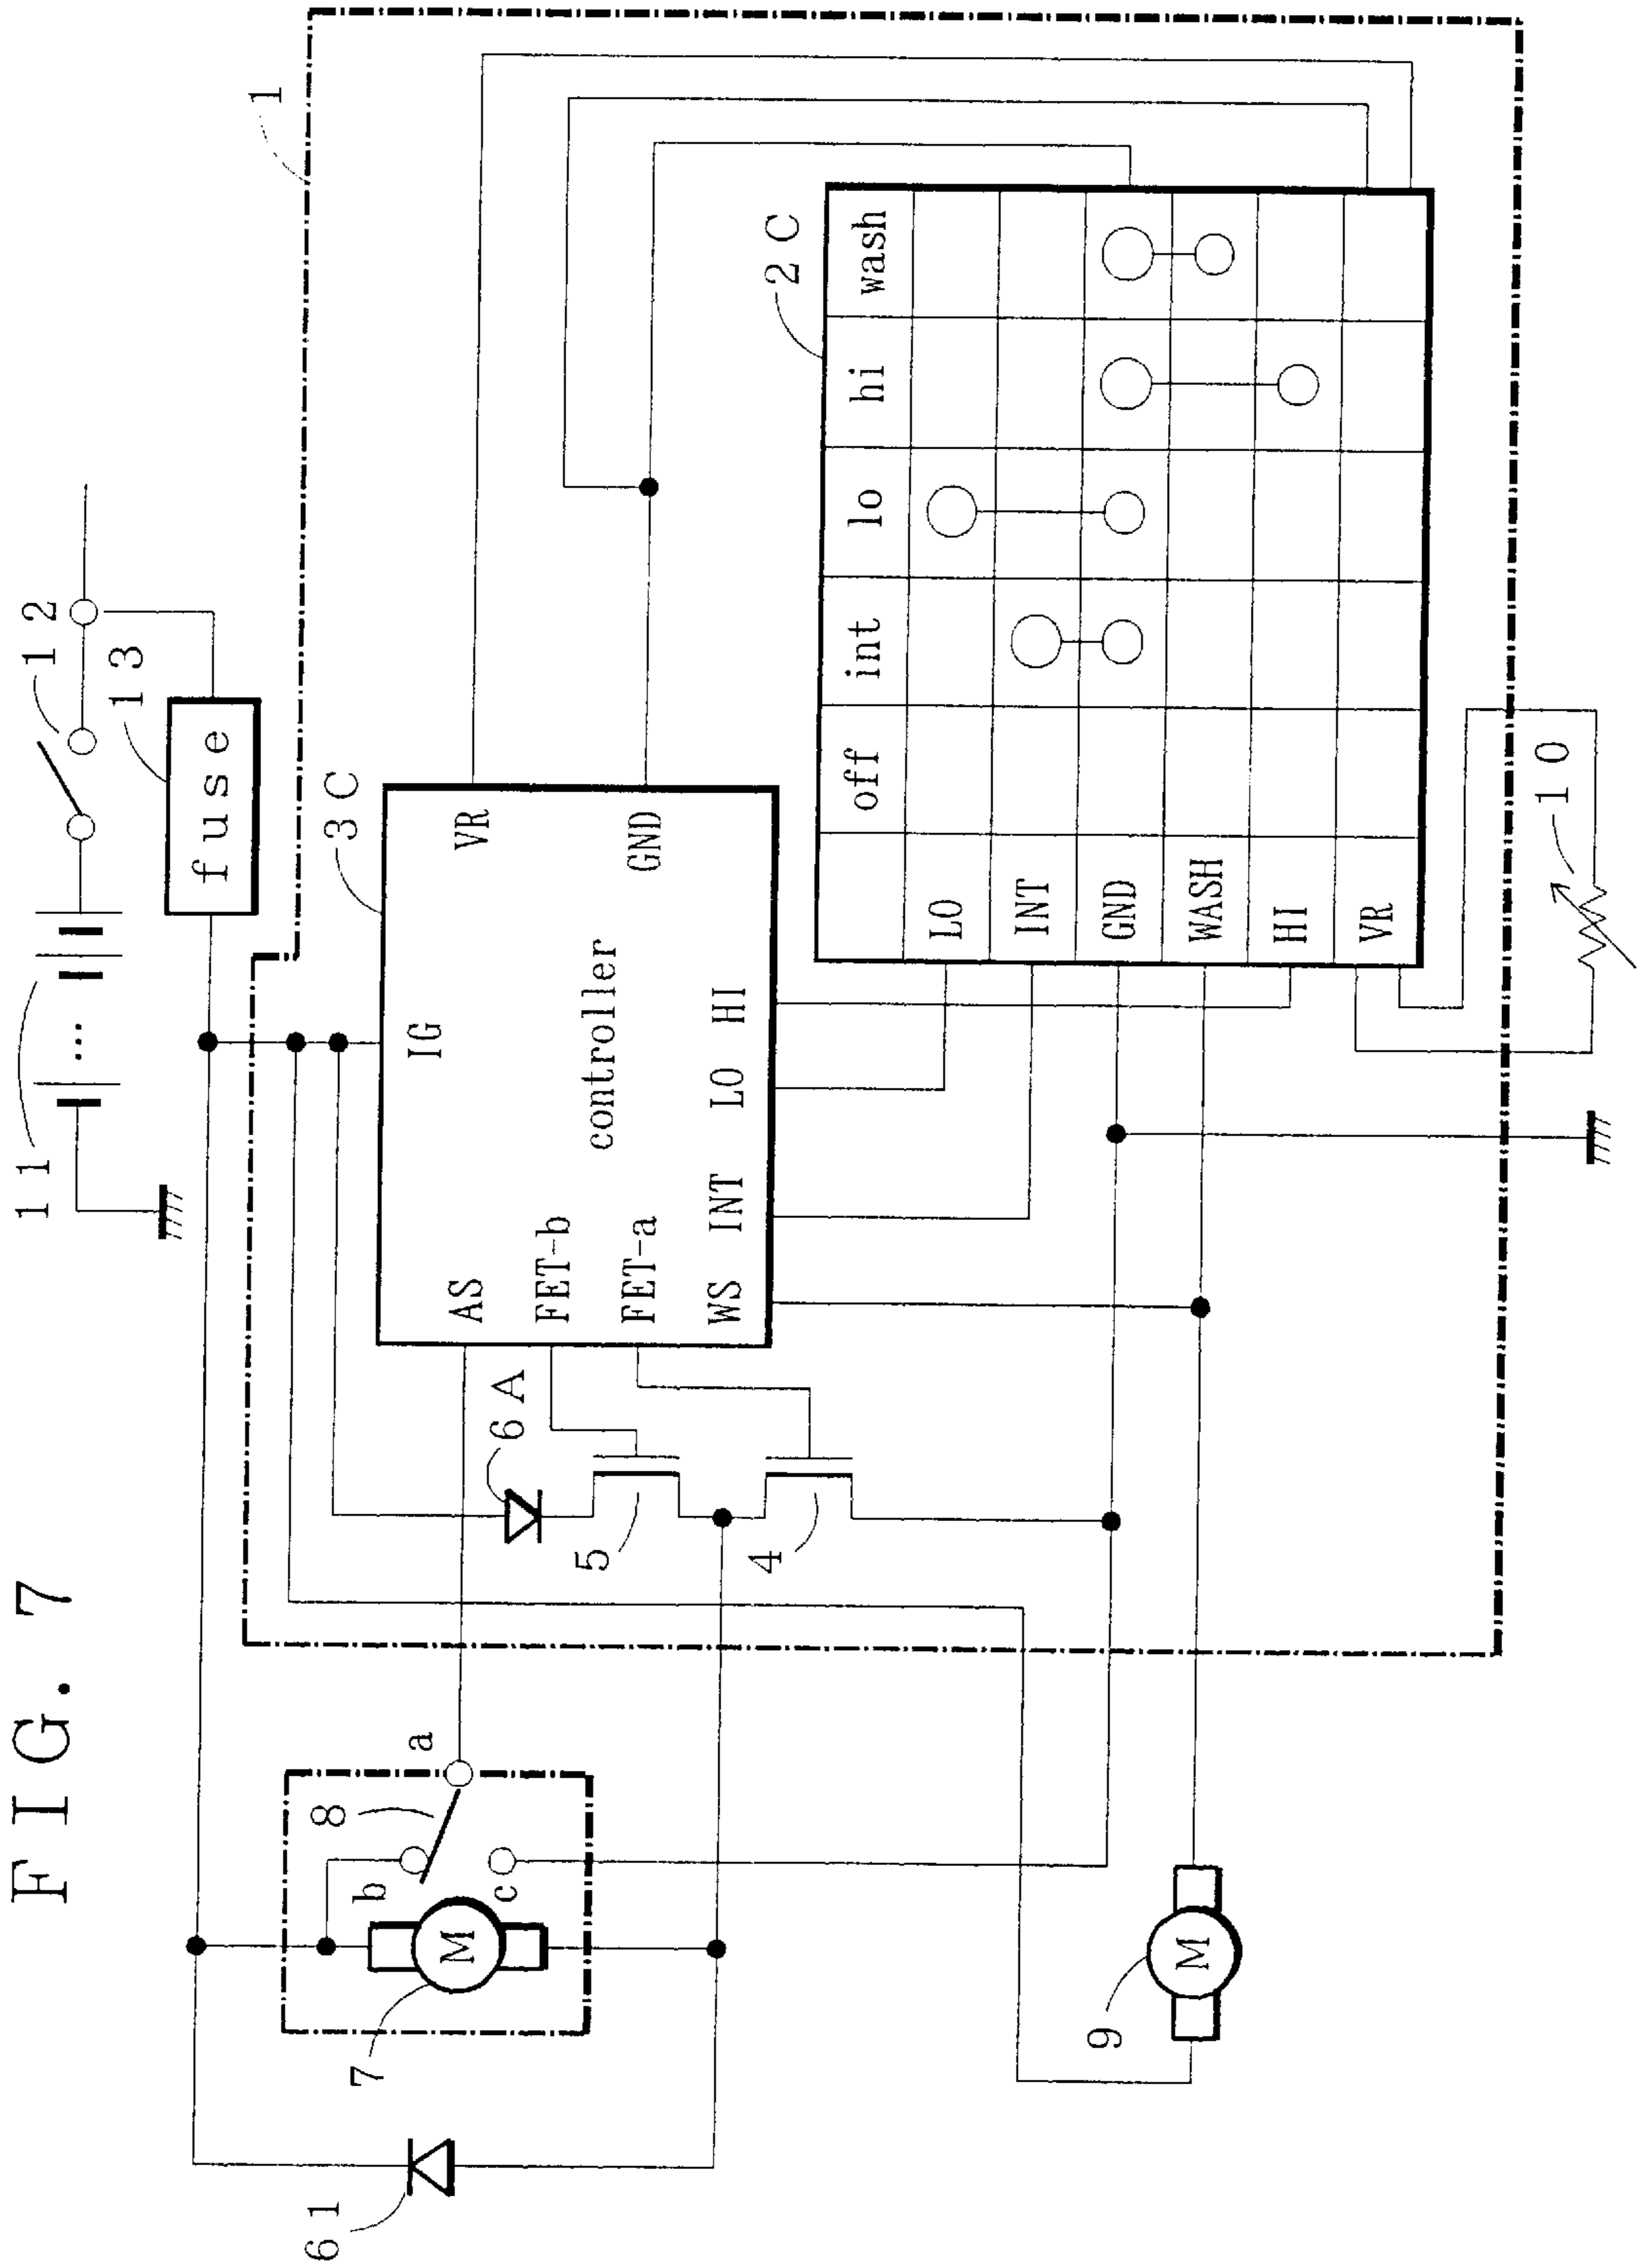 FIG. 7
11
12
13
fuse
1
3C
IG
controller
VR
GND
AS
FET-b
FET-a
WS
INT
LO
HI
6A
5
4
8
a
b
c
M
7
61
M
9
2C
off
int
lo
hi
wash
LO
INT
GND
WASH
HI
VR
10